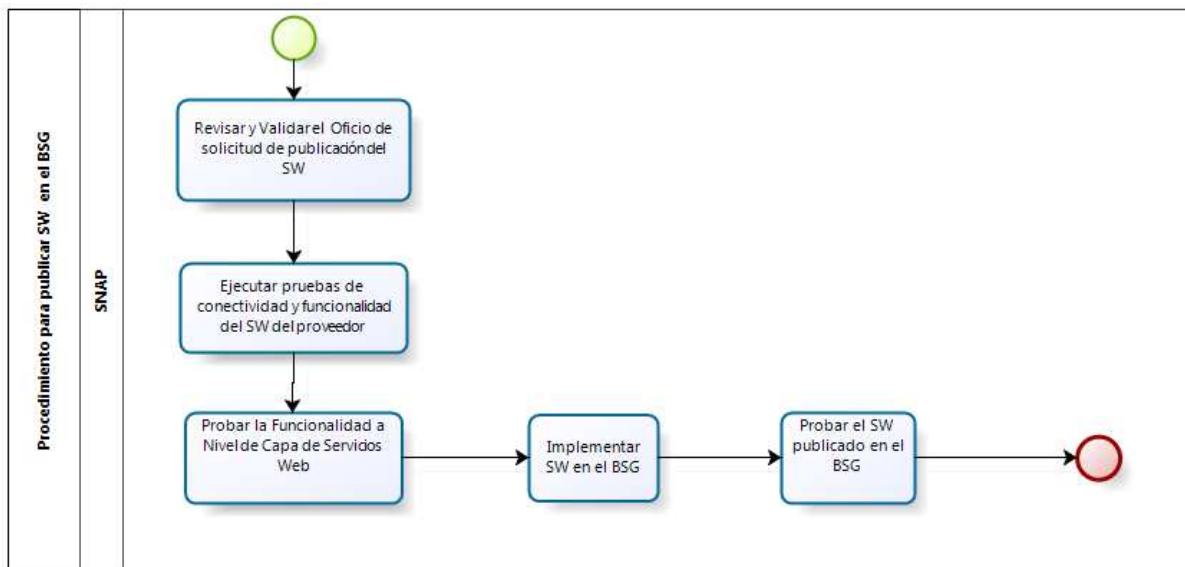 Procedimiento para publicar SW en el BSG
SNAP
Revisar y Validar el Oficio de
solicitud de publicación del
SW
Ejecutar pruebas de
conectividad y funcionalidad
del SW del proveedor
Probar la Funcionalidad a
Nivel de Capa de Servicios
Web
Implementar
SW en el BSG
Probar el SW
publicado en el
BSG